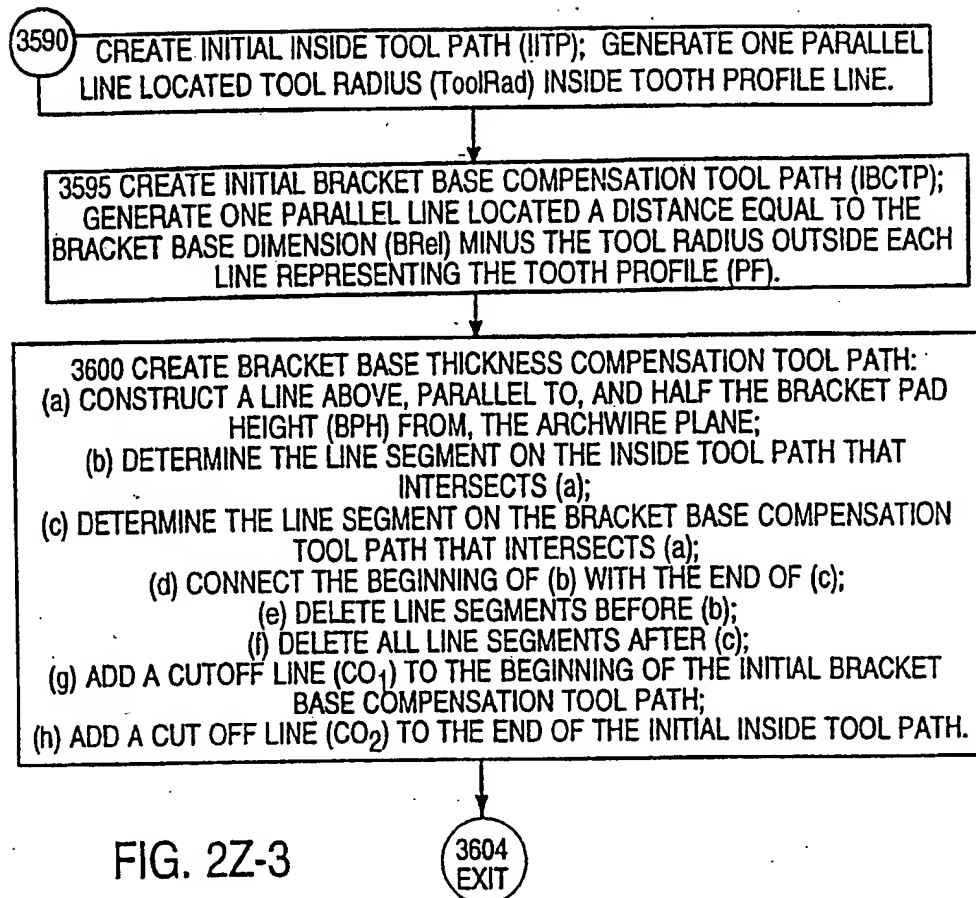 3590 CREATE INITIAL INSIDE TOOL PATH (IITP); GENERATE ONE PARALLEL
LINE LOCATED TOOL RADIUS (ToolRad) INSIDE TOOTH PROFILE LINE.
3595 CREATE INITIAL BRACKET BASE COMPENSATION TOOL PATH (IBCTP);
GENERATE ONE PARALLEL LINE LOCATED A DISTANCE EQUAL TO THE
BRACKET BASE DIMENSION (BRel) MINUS THE TOOL RADIUS OUTSIDE EACH
LINE REPRESENTING THE TOOTH PROFILE (PF).
3600 CREATE BRACKET BASE THICKNESS COMPENSATION TOOL PATH:
(a) CONSTRUCT A LINE ABOVE, PARALLEL TO, AND HALF THE BRACKET PAD
HEIGHT (BPH) FROM, THE ARCHWIRE PLANE;
(b) DETERMINE THE LINE SEGMENT ON THE INSIDE TOOL PATH THAT
INTERSECTS (a);
(c) DETERMINE THE LINE SEGMENT ON THE BRACKET BASE COMPENSATION
TOOL PATH THAT INTERSECTS (a);
(d) CONNECT THE BEGINNING OF (b) WITH THE END OF (c);
(e) DELETE LINE SEGMENTS BEFORE (b);
(f) DELETE ALL LINE SEGMENTS AFTER (c);
(g) ADD A CUTOFF LINE (CO1) TO THE BEGINNING OF THE INITIAL BRACKET
BASE COMPENSATION TOOL PATH;
(h) ADD A CUT OFF LINE (CO2) TO THE END OF THE INITIAL INSIDE TOOL PATH.
3604
EXIT
FIG. 2Z-3